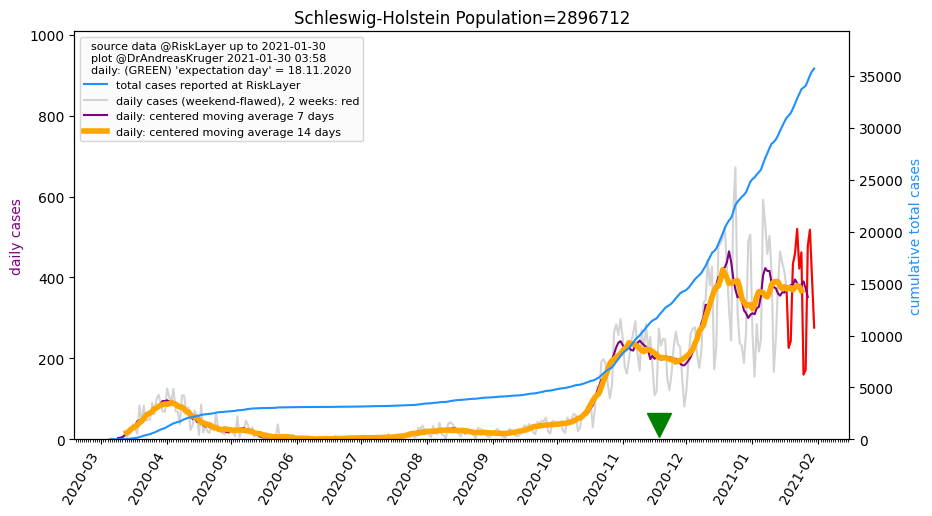 Schleswig-Holstein Population=2896712
source data @RiskLayer up to 2021-01-30
plot @DrAndreasKruger 2021-01-30 03:58
daily: (GREEN) 'expectation day' = 18.11.2020
total cases reported at RiskLayer
daily cases (weekend-flawed), 2 weeks: red
daily: centered moving average 7 days
daily: centered moving average 14 days
daily cases
1000
800
600
400
200
0
cumulative total cases
35000
30000
25000
20000
15000
10000
5000
0
2020-03
2020-04
2020-05
2020-06
2020-07
2020-08
2020-09
2020-10
2020-11
2020-12
2021-01
2021-02